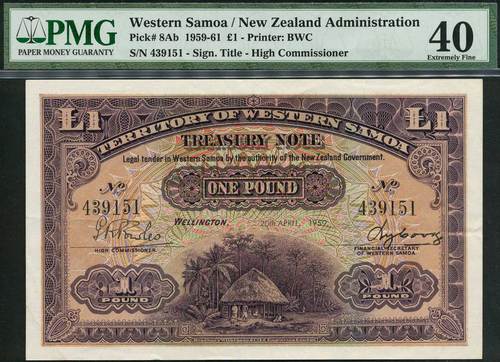 PMG
PAPER MONEY GUARANTY
Western Samoa / New Zealand Administration
Pick# 8Ab 1959-61 £1 - Printer: BWC
S/N 439151 - Sign. Title - High Commissioner
40
Extremely Fine
£1 £1
TERRITORY OF WESTERN SAMOA
TREASURY NOTE
Legal tender in Western Samoa by the authority of the New Zealand Government.
ONE POUND
No 439151
No 439151
WELLINGTON, 20th APRIL, 1959.
HIGH COMMISSIONER
FINANCIAL SECRETARY
OF WESTERN SAMOA
1
POUND
1
POUND